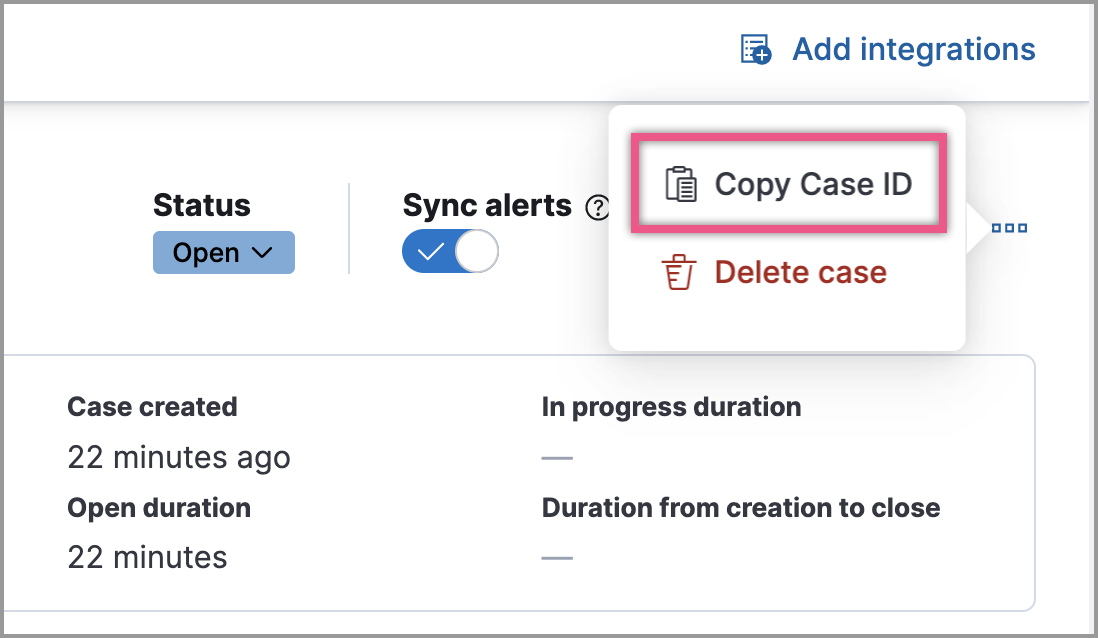 Add integrations
Copy Case ID
Status
Sync alerts ?
Open
Delete case
Case created
In progress duration
22 minutes ago
—
Open duration
Duration from creation to close
22 minutes
—